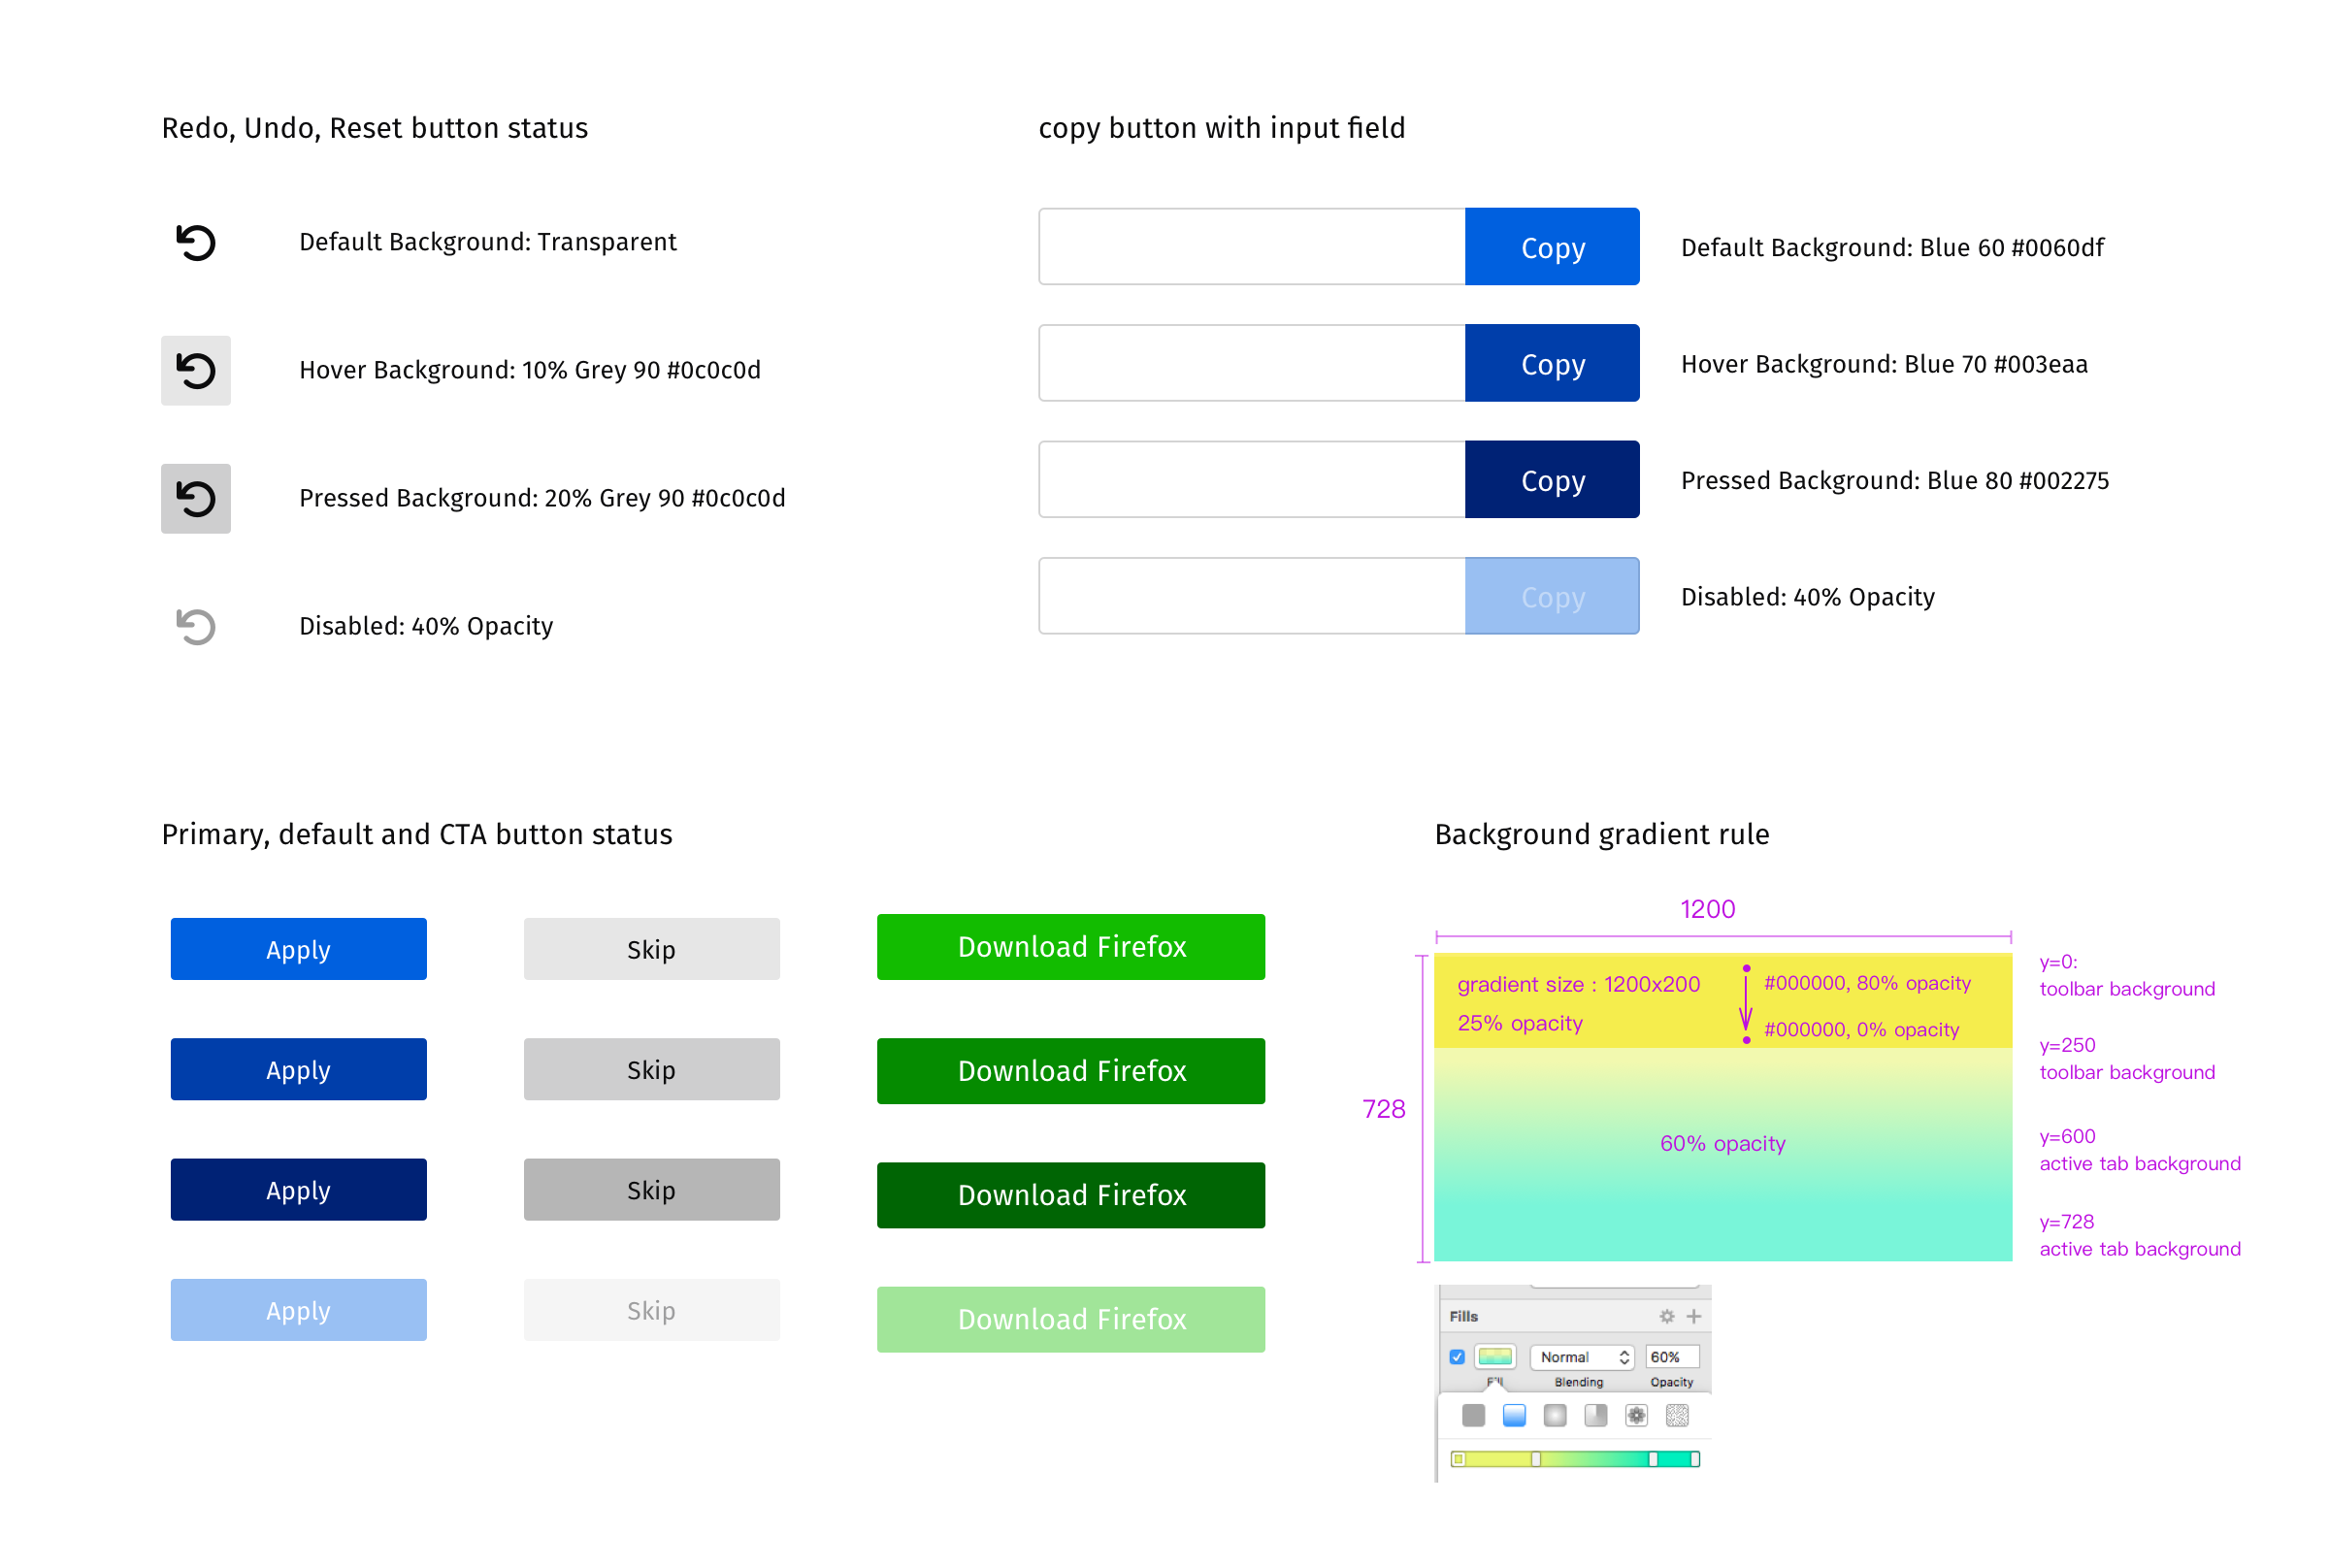 Redo, Undo, Reset button status
Default Background: Transparent
Hover Background: 10% Grey 90 #0c0c0d
Pressed Background: 20% Grey 90 #0c0c0d
Disabled: 40% Opacity
copy button with input field
Copy
Default Background: Blue 60 #0060df
Copy
Hover Background: Blue 70 #003eaa
Copy
Pressed Background: Blue 80 #002275
Copy
Disabled: 40% Opacity
Primary, default and CTA button status
Apply
Skip
Download Firefox
Apply
Skip
Download Firefox
Apply
Skip
Download Firefox
Apply
Skip
Download Firefox
Background gradient rule
1200
728
gradient size : 1200x200
25% opacity
#000000, 80% opacity
#000000, 0% opacity
60% opacity
y=0:
toolbar background
y=250
toolbar background
y=600
active tab background
y=728
active tab background
Fills
Normal
60%
Fill
Blending
Opacity